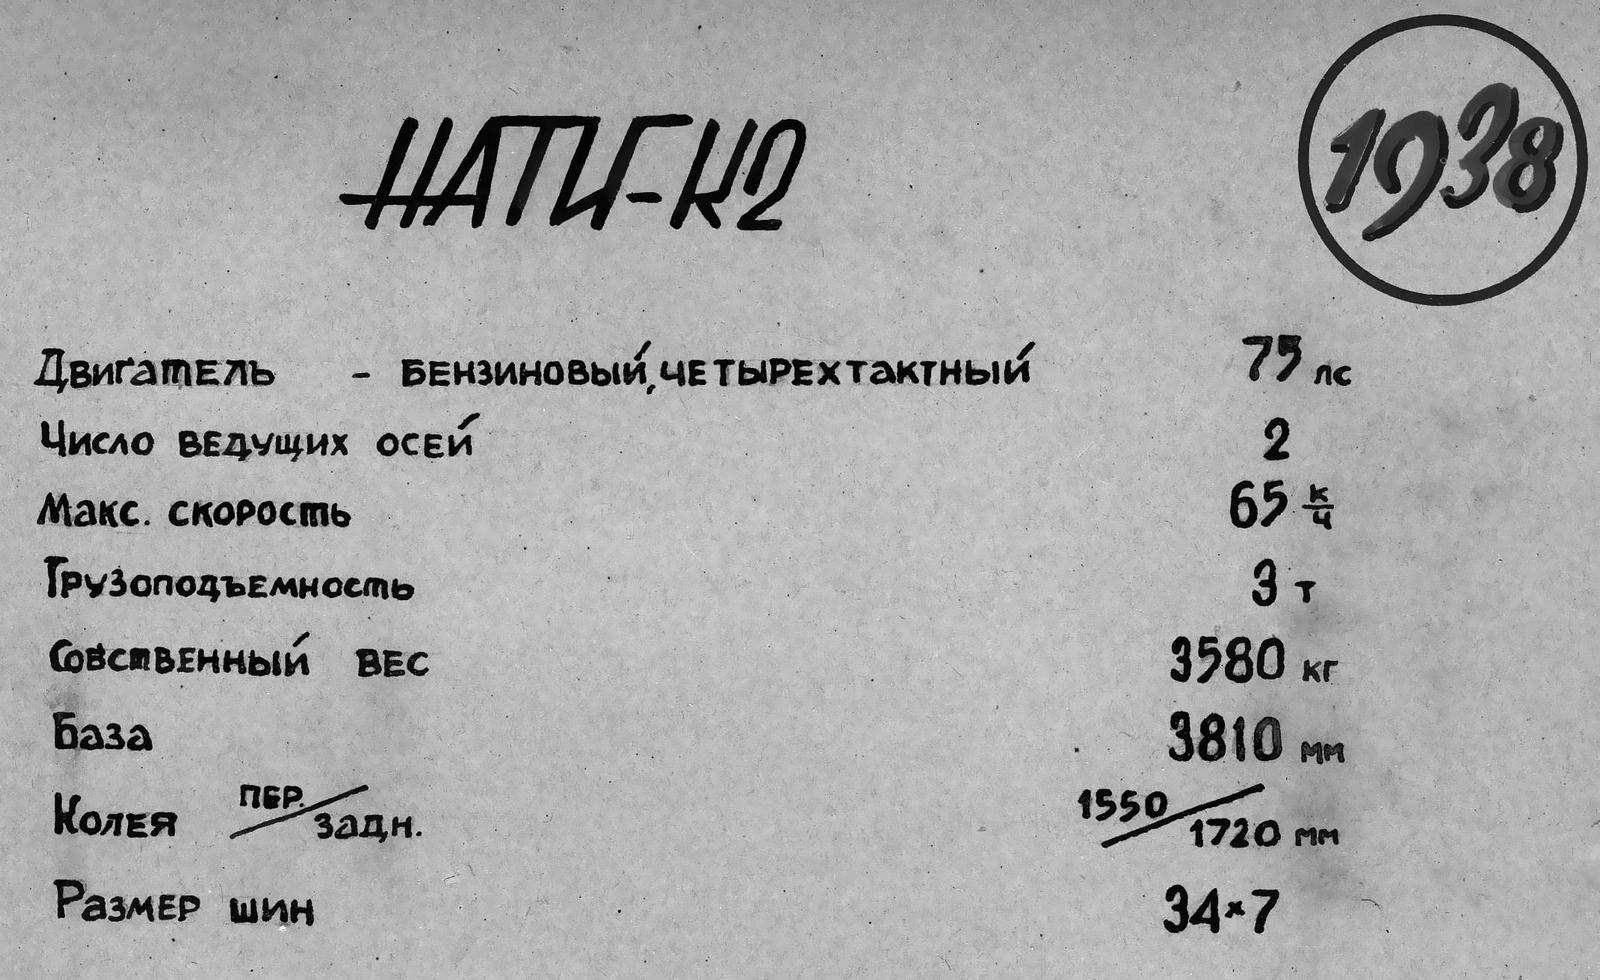 НАТИ-К2
1938
Двигатель - бензиновый, четырехтактный 75 лс
Число ведущих осей 2
Макс. скорость 65 к/ч
Грузоподъемность 3 т
Собственный вес 3580 кг
База 3810 мм
Колея пер./задн. 1550/1720 мм
Размер шин 34×7